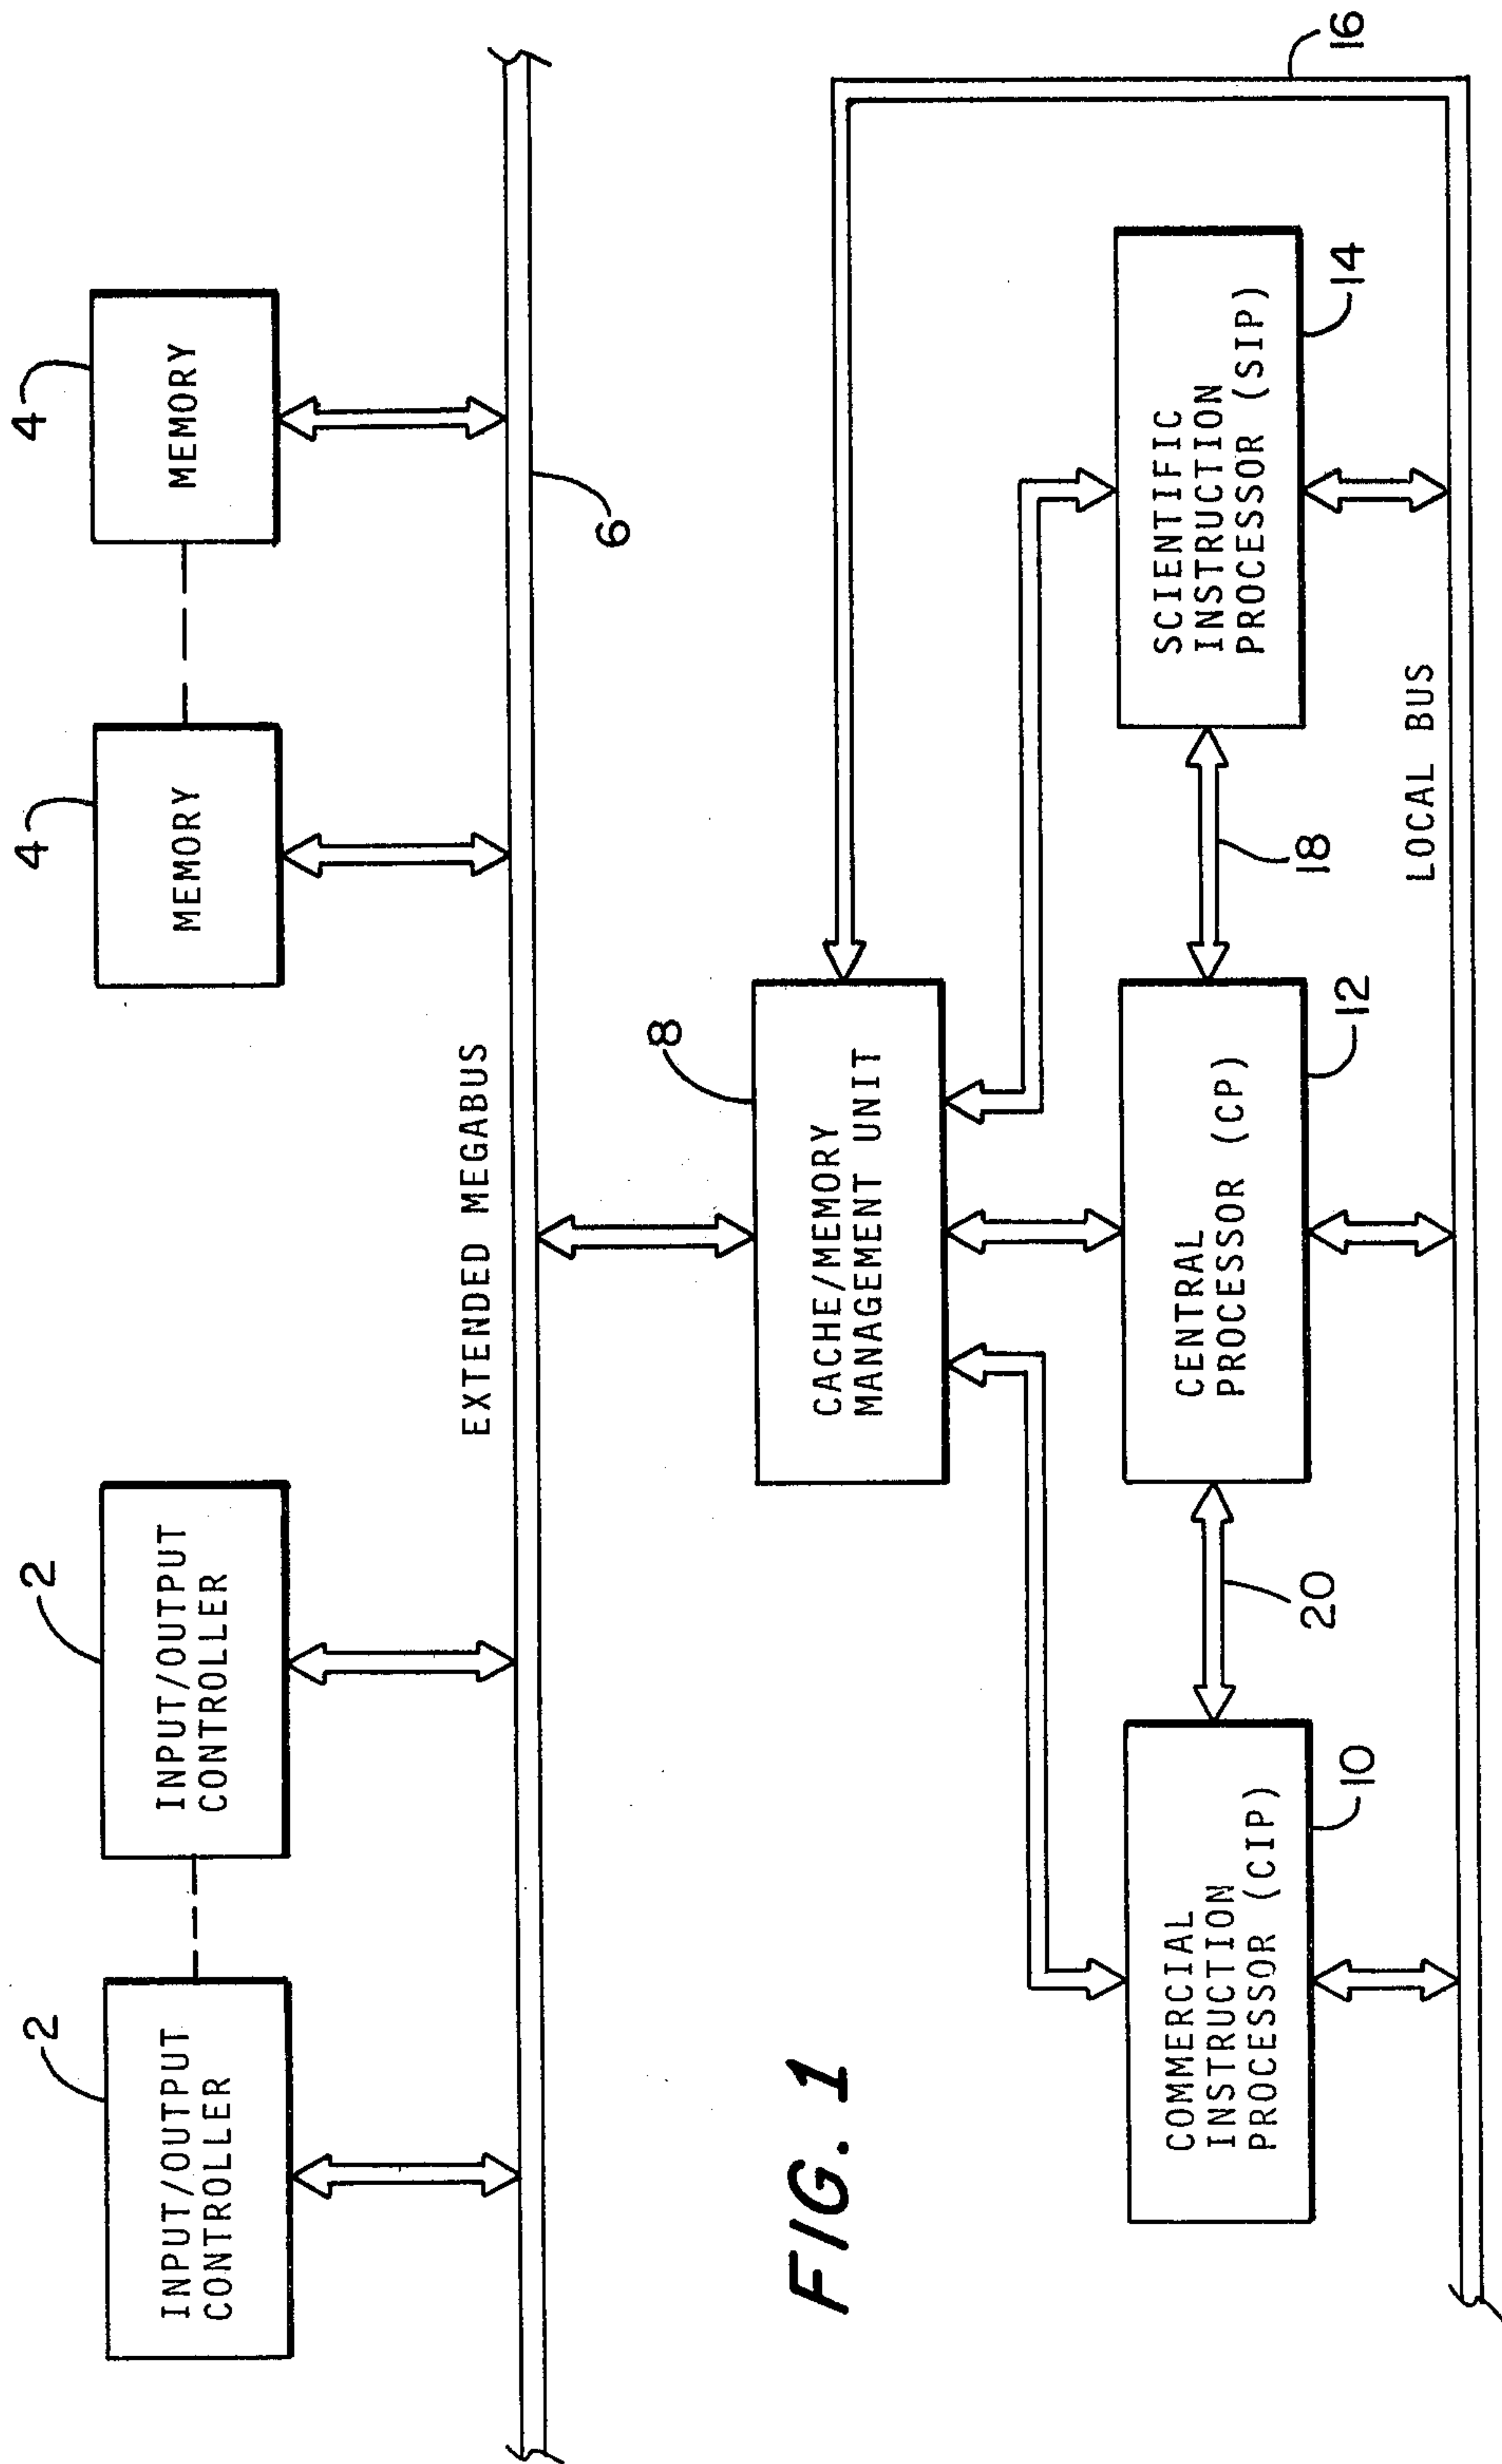 2
INPUT/OUTPUT
CONTROLLER
2
INPUT/OUTPUT
CONTROLLER
4
MEMORY
4
MEMORY
EXTENDED MEGABUS
6
8
CACHE/MEMORY
MANAGEMENT UNIT
COMMERCIAL
INSTRUCTION
PROCESSOR (CIP)
10
20
CENTRAL
PROCESSOR (CP)
12
18
SCIENTIFIC
INSTRUCTION
PROCESSOR (SIP)
14
LOCAL BUS
16
FIG. 1